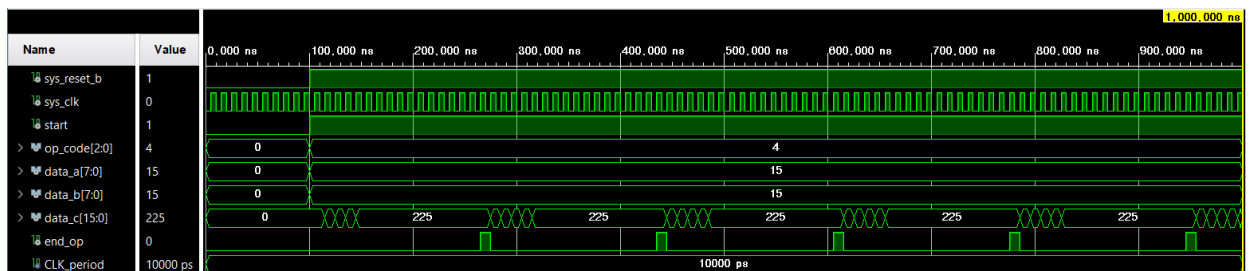 1,000.000 ns
Name Value 0.000 ns 100.000 ns 200.000 ns 300.000 ns 400.000 ns 500.000 ns 600.000 ns 700.000 ns 800.000 ns 900.000 ns
sys_reset_b 1
sys_clk 0
start 1
op_code[2:0] 4 0 4
data_a[7:0] 15 0 15
data_b[7:0] 15 0 15
data_c[15:0] 225 0 225 225 225 225 225
end_op 0
CLK_period 10000 ps 10000 ps